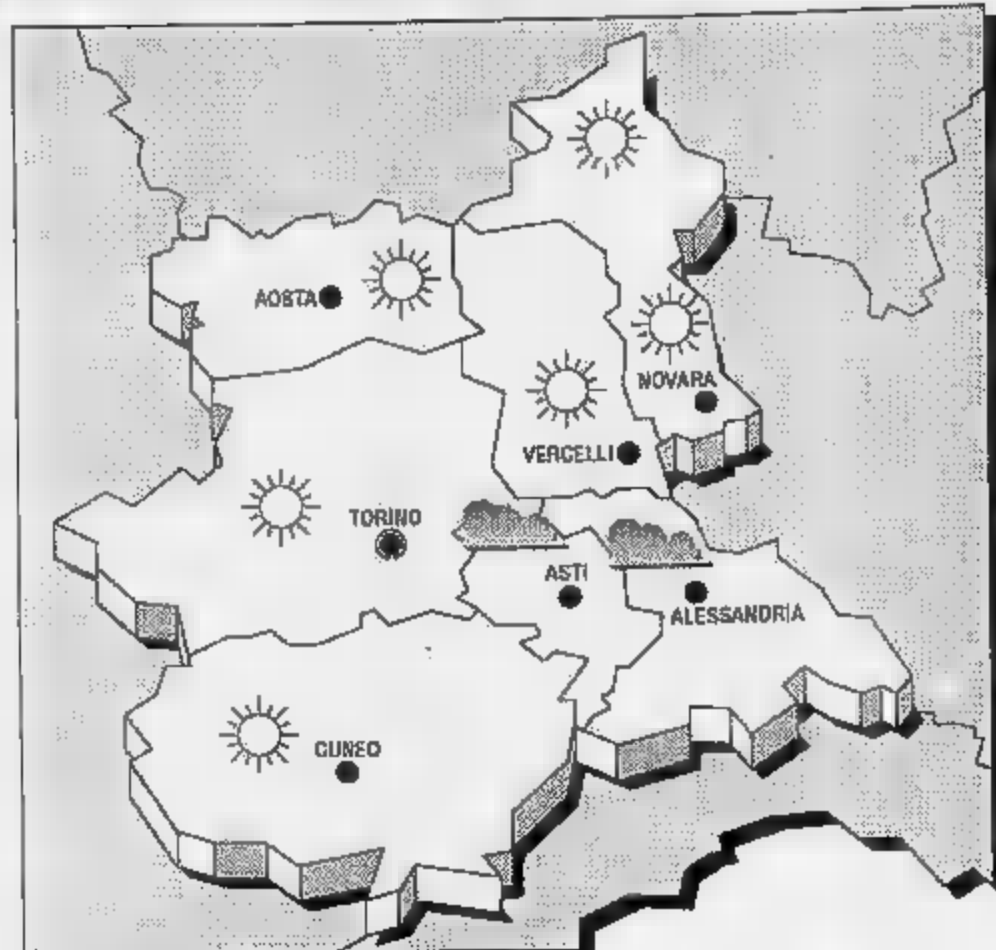 AOSTA
NOVARA
VERCELLI
TORINO
ASTI
ALESSANDRIA
CUNEO